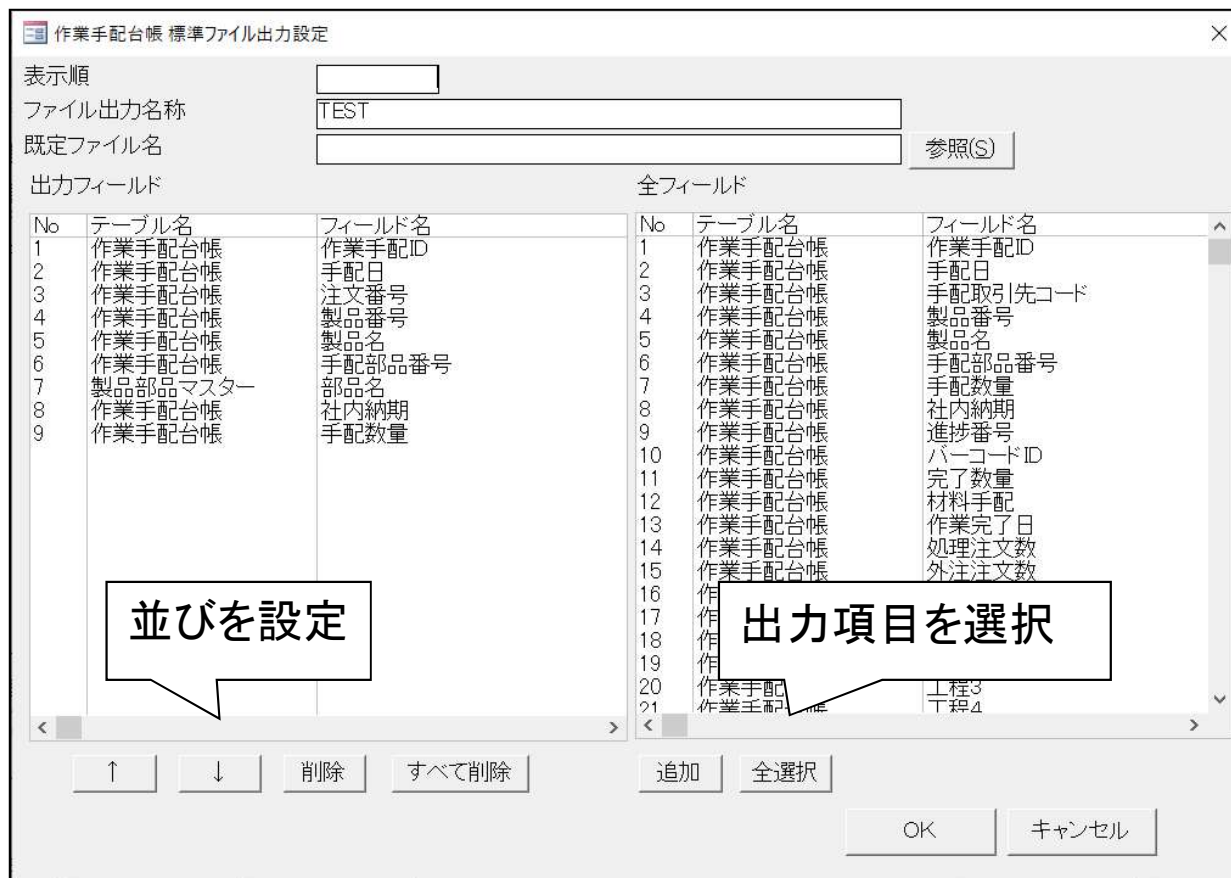 作業手配台帳 標準ファイル出力設定
表示順
ファイル出力名称 TEST
既定ファイル名 参照(S)
出力フィールド
No テーブル名 フィールド名
1 作業手配台帳 作業手配ID
2 作業手配台帳 手配日
3 作業手配台帳 注文番号
4 作業手配台帳 製品番号
5 作業手配台帳 製品名
6 作業手配台帳 手配部品番号
7 製品部品マスター 部品名
8 作業手配台帳 社内納期
9 作業手配台帳 手配数量
並びを設定
↑ ↓ 削除 すべて削除
全フィールド
No テーブル名 フィールド名
1 作業手配台帳 作業手配ID
2 作業手配台帳 手配日
3 作業手配台帳 手配取引先コード
4 作業手配台帳 製品番号
5 作業手配台帳 製品名
6 作業手配台帳 手配部品番号
7 作業手配台帳 手配数量
8 作業手配台帳 社内納期
9 作業手配台帳 進捗番号
10 作業手配台帳 バーコードID
11 作業手配台帳 完了数量
12 作業手配台帳 材料手配
13 作業手配台帳 作業完了日
14 作業手配台帳 処理注文数
15 作業手配台帳 外注注文数
16 作
17 作
18 作
19 作
20 作業手配 工程3
21 作業手配 工程4
出力項目を選択
追加 全選択
OK キャンセル